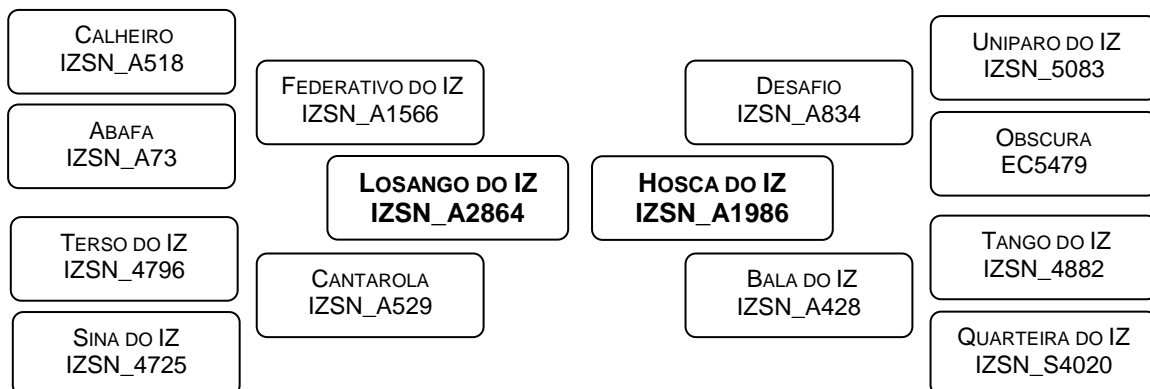 CALHEIRO
IZSN_A518
ABAFA
IZSN_A73
TERSO DO IZ
IZSN_4796
SINA DO IZ
IZSN_4725
FEDERATIVO DO IZ
IZSN_A1566
CANTAROLA
IZSN_A529
LOSANGO DO IZ
IZSN_A2864
HOSCA DO IZ
IZSN_A1986
DESAFIO
IZSN_A834
BALA DO IZ
IZSN_A428
UNIPARO DO IZ
IZSN_5083
OBSCURA
EC5479
TANGO DO IZ
IZSN_4882
QUARTEIRA DO IZ
IZSN_S4020